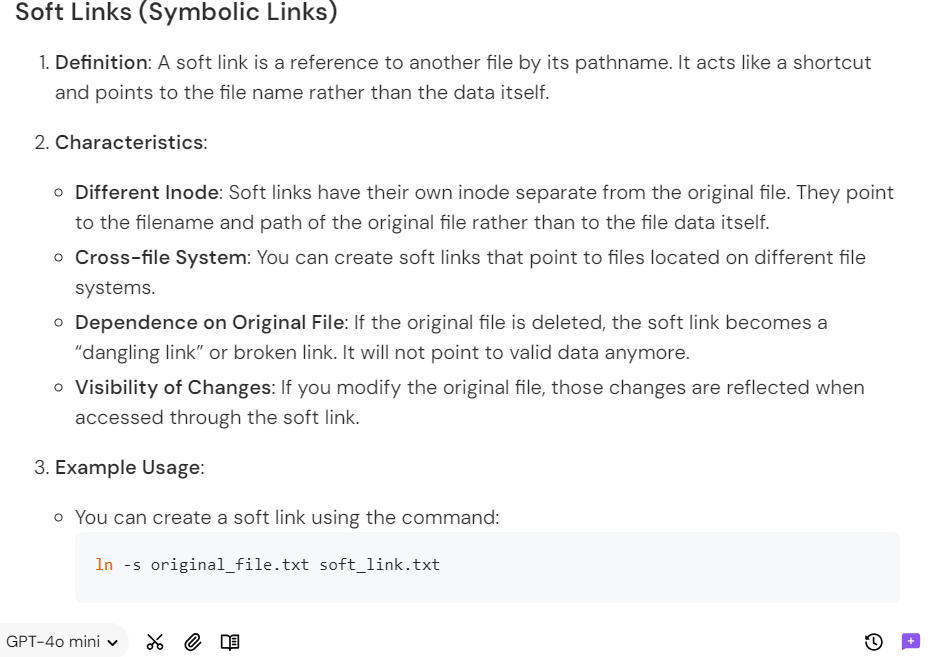 Soft Links (Symbolic Links)
1. Definition: A soft link is a reference to another file by its pathname. It acts like a shortcut
and points to the file name rather than the data itself.
2. Characteristics:
Different Inode: Soft links have their own inode separate from the original file. They point
to the filename and path of the original file rather than to the file data itself.
Cross-file System: You can create soft links that point to files located on different file
systems.
Dependence on Original File: If the original file is deleted, the soft link becomes a
“dangling link” or broken link. It will not point to valid data anymore.
Visibility of Changes: If you modify the original file, those changes are reflected when
accessed through the soft link.
3. Example Usage:
You can create a soft link using the command:
ln -s original_file.txt soft_link.txt
GPT-4o mini